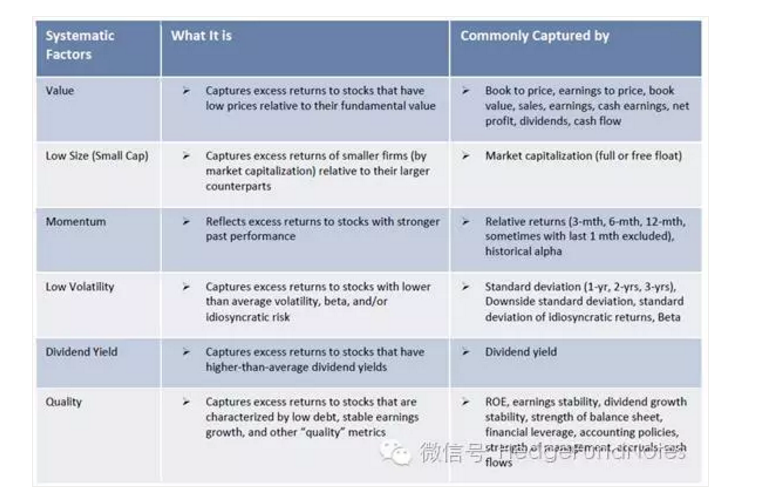 Systematic Factors
What It is
Commonly Captured by
Value
Captures excess returns to stocks that have
low prices relative to their fundamental value
Book to price, earnings to price, book
value, sales, earnings, cash earnings, net
profit, dividends, cash flow
Low Size (Small Cap)
Captures excess returns of smaller firms (by
market capitalization) relative to their larger
counterparts
Market capitalization (full or free float)
Momentum
Reflects excess returns to stocks with stronger
past performance
Relative returns (3-mth, 6-mth, 12-mth,
sometimes with last 1 mth excluded),
historical alpha
Low Volatility
Captures excess returns to stocks with lower
than average volatility, beta, and/or
idiosyncratic risk
Standard deviation (1-yr, 2-yrs, 3-yrs),
Downside standard deviation, standard
deviation of idiosyncratic returns, Beta
Dividend Yield
Captures excess returns to stocks that have
higher-than-average dividend yields
Dividend yield
Quality
Captures excess returns to stocks that are
characterized by low debt, stable earnings
growth, and other "quality" metrics
ROE, earnings stability, dividend growth
stability, strength of balance sheet,
financial leverage, accounting policies,
strength of management, accruals, cash
flows
微信号: HedgeFundNotes